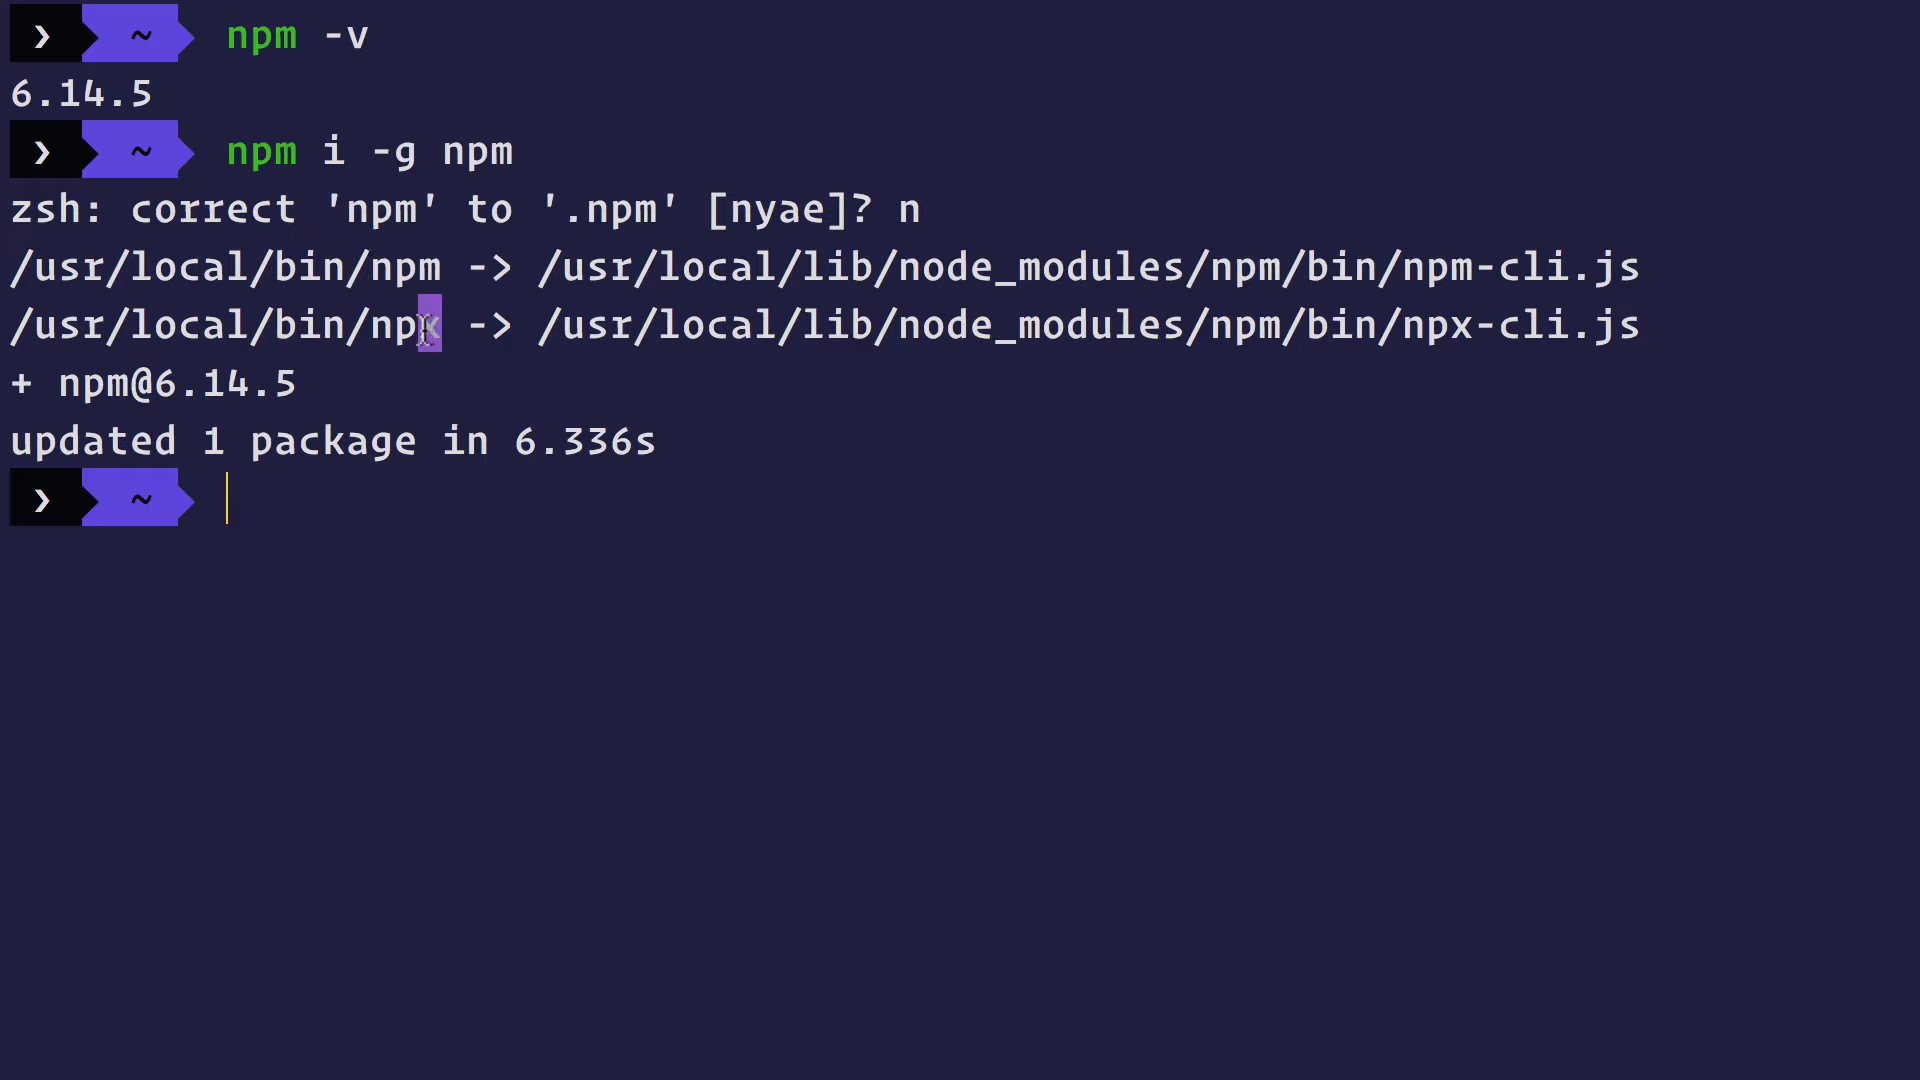 ❯ ~ npm -v
6.14.5
❯ ~ npm i -g npm
zsh: correct 'npm' to '.npm' [nyae]? n
/usr/local/bin/npm -> /usr/local/lib/node_modules/npm/bin/npm-cli.js
/usr/local/bin/npx -> /usr/local/lib/node_modules/npm/bin/npx-cli.js
+ npm@6.14.5
updated 1 package in 6.336s
❯ ~